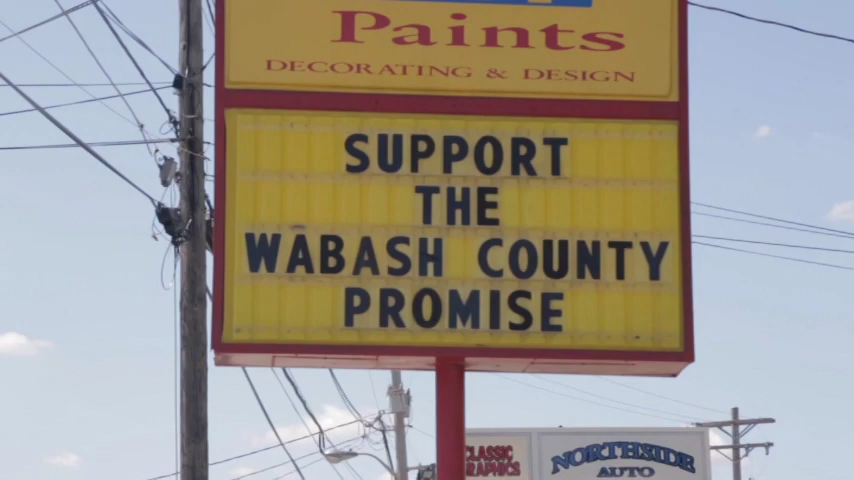 Paints
DECORATING & DESIGN
SUPPORT
THE
WABASH COUNTY
PROMISE
CLASSIC
GRAPHICS
NORTHSIDE
AUTO